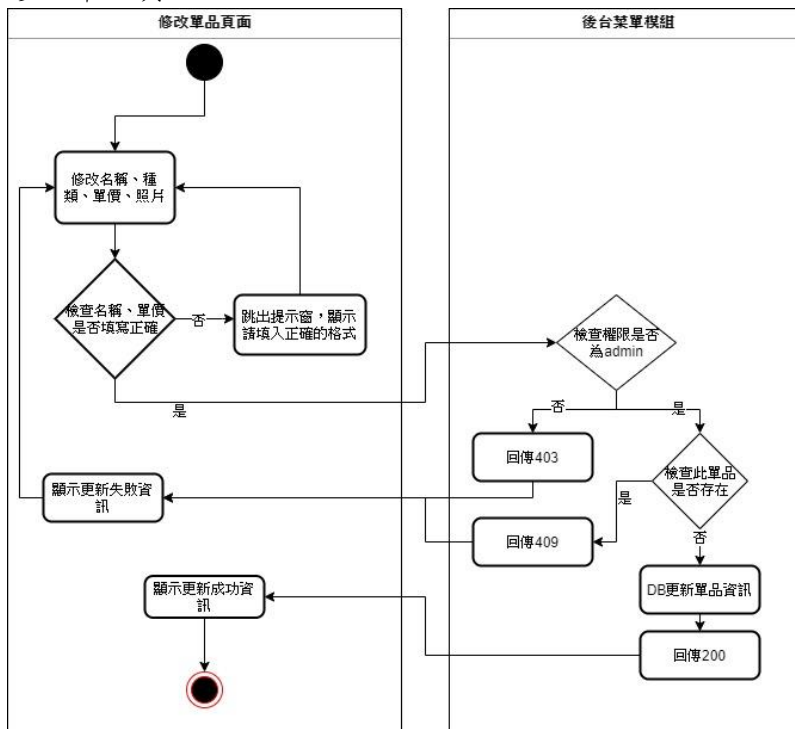 修改單品頁面
後台菜單模組
修改名稱、種
類、單價、照片
檢查名稱、單價
是否填寫正確
否
跳出提示窗，顯示
請填入正確的格式
是
檢查權限是否
為admin
否
是
回傳403
檢查此單品
是否存在
顯示更新失敗資
訊
是
回傳409
否
顯示更新成功資
訊
DB更新單品資訊
回傳200